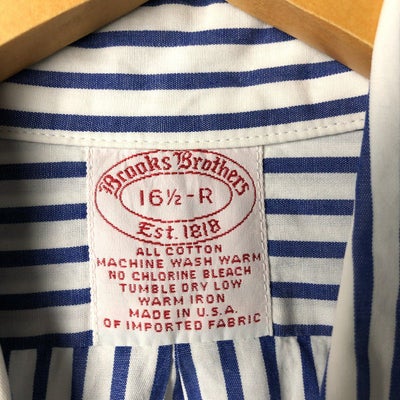 Brooks Brothers
16½-R
Est. 1818
ALL COTTON
MACHINE WASH WARM
NO CHLORINE BLEACH
TUMBLE DRY LOW
WARM IRON
MADE IN U.S.A.
OF IMPORTED FABRIC